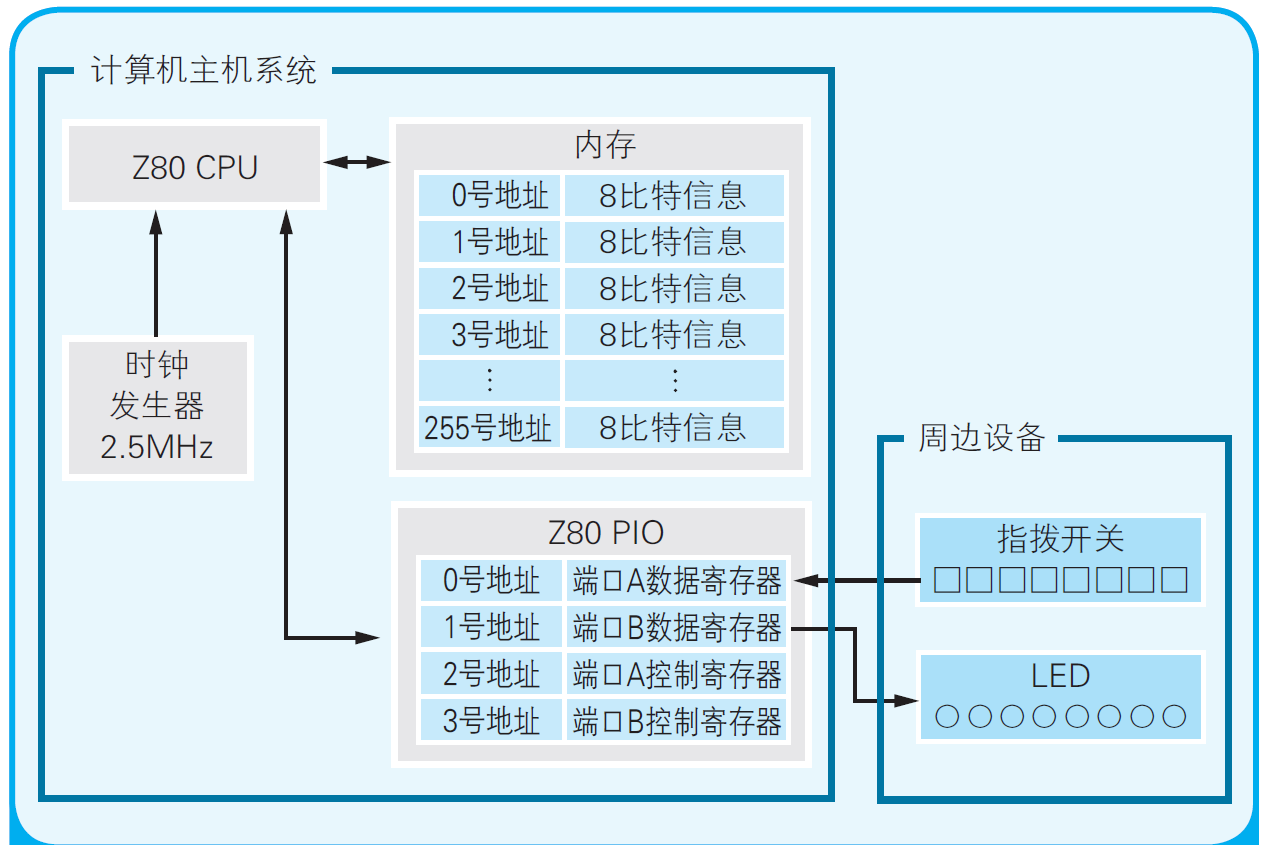 计算机主机系统
Z80 CPU
内存
0号地址 8比特信息
1号地址 8比特信息
2号地址 8比特信息
3号地址 8比特信息
⋮ ⋮
255号地址 8比特信息
时钟
发生器
2.5MHz
Z80 PIO
0号地址 端口A数据寄存器
1号地址 端口B数据寄存器
2号地址 端口A控制寄存器
3号地址 端口B控制寄存器
周边设备
指拨开关
LED